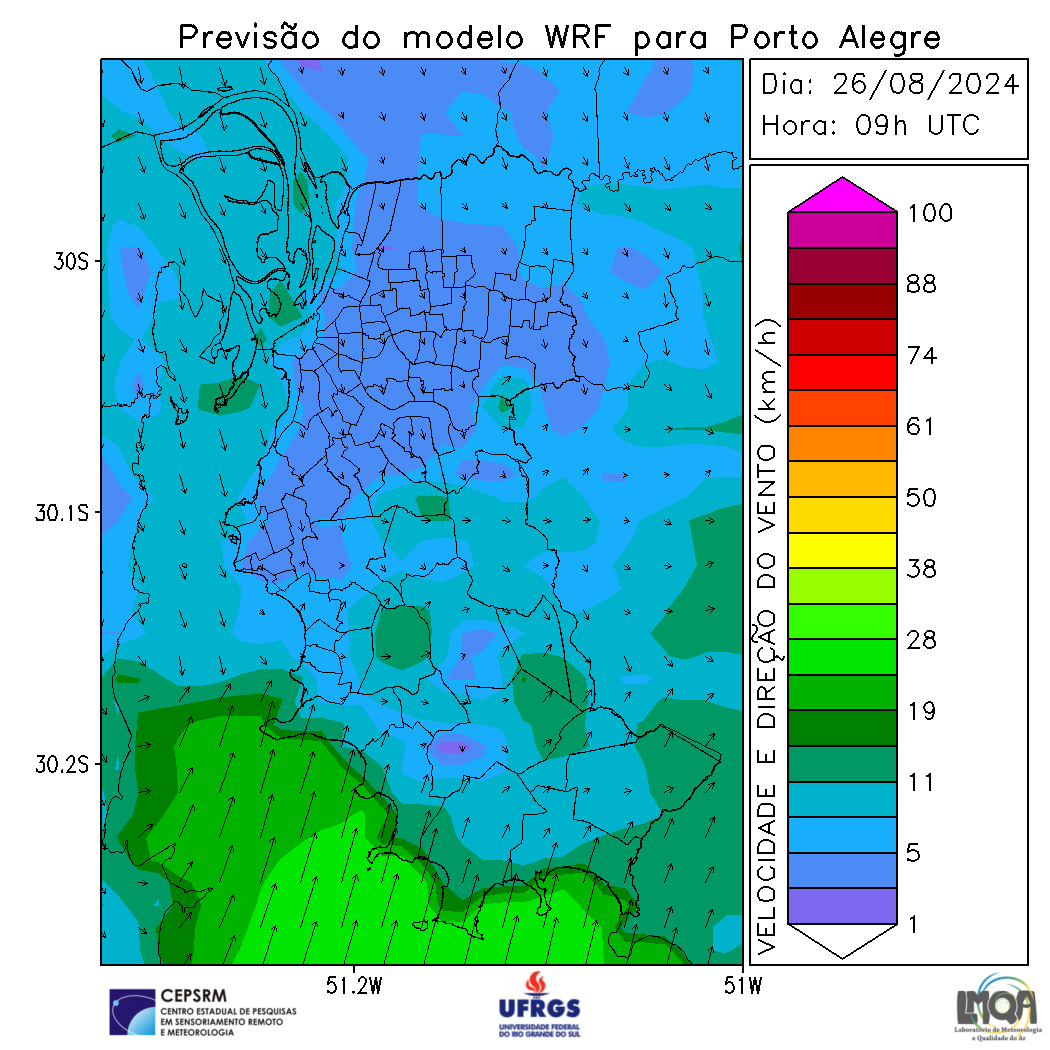 Previsão do modelo WRF para Porto Alegre
Dia: 26/08/2024
Hora: 09h UTC
30S
30.1S
30.2S
51.2W
51W
VELOCIDADE E DIREÇÃO DO VENTO (km/h)
100
88
74
61
50
38
28
19
11
5
1
CEPSRM
CENTRO ESTADUAL DE PESQUISAS
EM SENSORIAMENTO REMOTO
E METEOROLOGIA
UFRGS
UNIVERSIDADE FEDERAL
DO RIO GRANDE DO SUL
LMQA
Laboratório de Meteorologia
e Qualidade do Ar